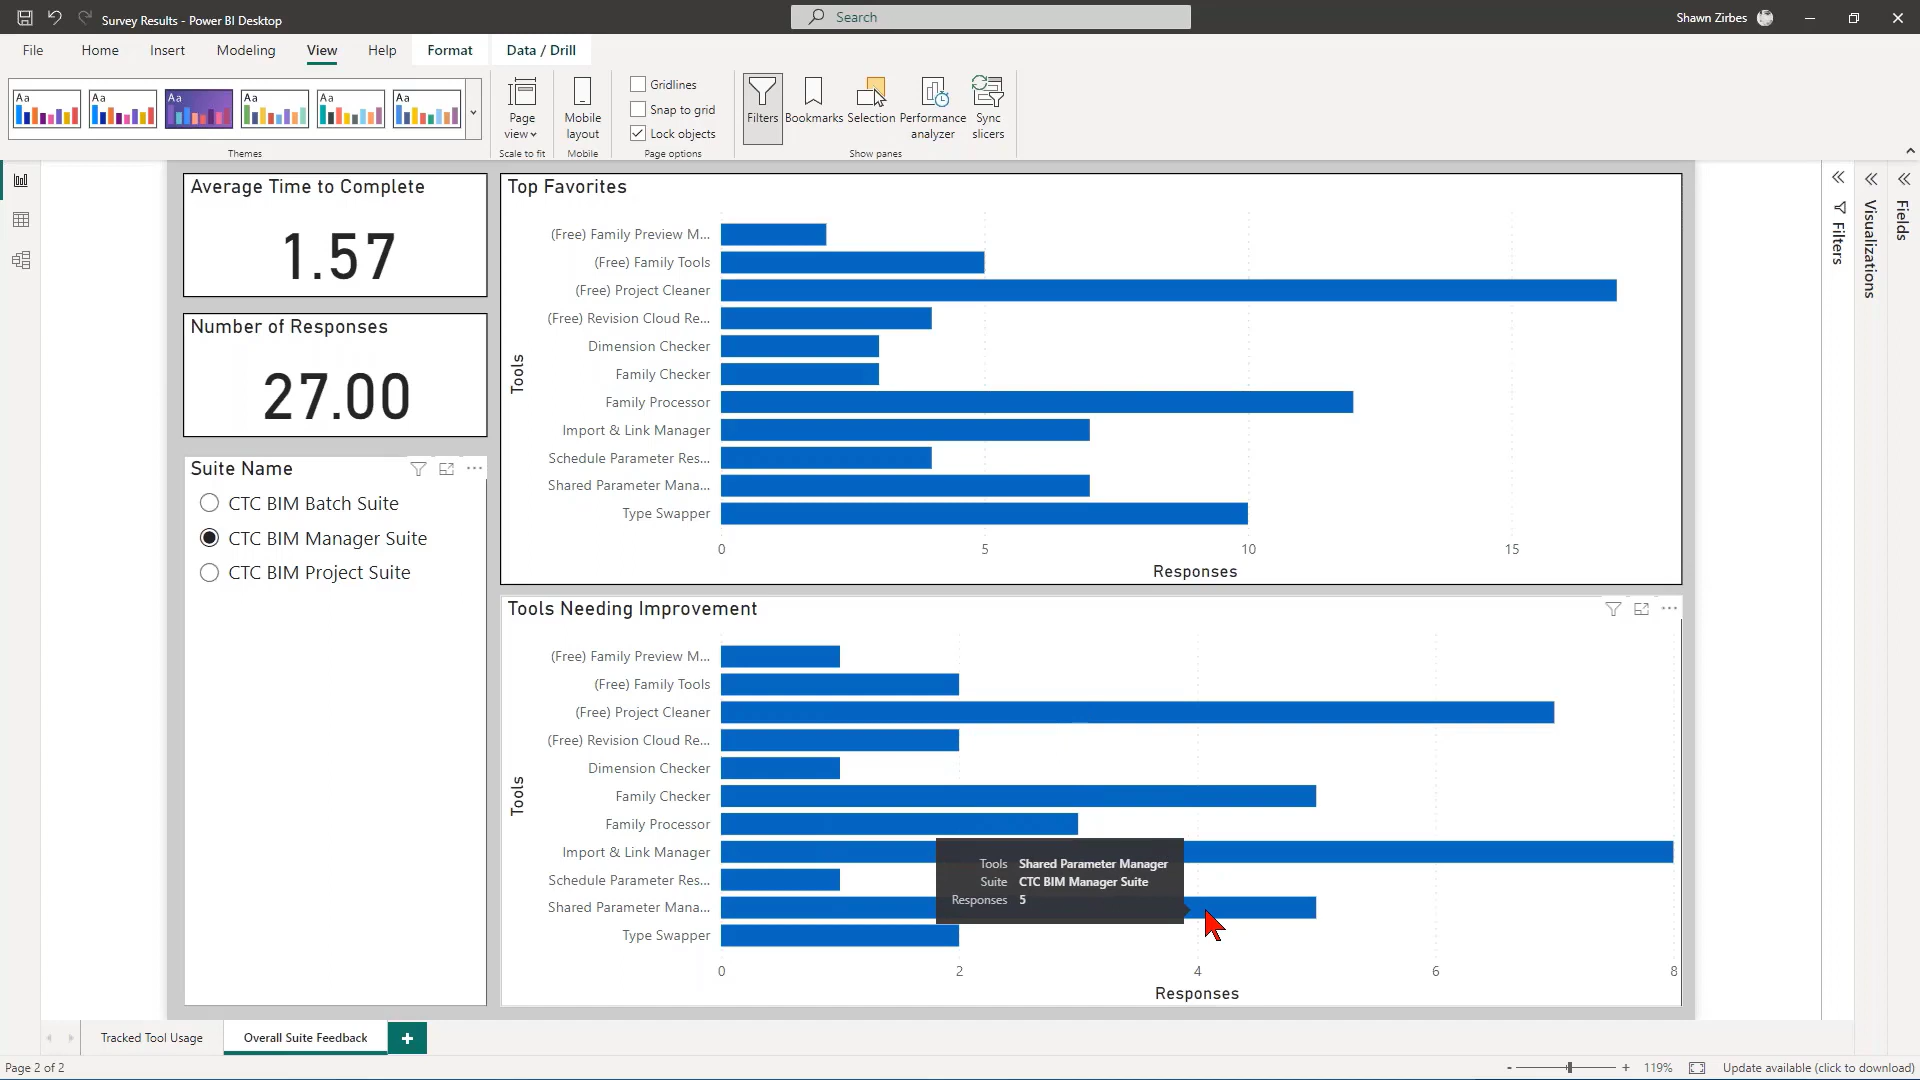 Survey Results - Power BI Desktop
Search
Shawn Zirbes
File Home Insert Modeling View Help Format Data / Drill
Aa Aa Aa Aa Aa Aa
Themes
Page view
Scale to fit
Mobile layout
Mobile
Gridlines
Snap to grid
Lock objects
Page options
Filters
Bookmarks
Selection
Performance analyzer
Sync slicers
Show panes
Average Time to Complete
1.57
Number of Responses
27.00
Suite Name
CTC BIM Batch Suite
CTC BIM Manager Suite
CTC BIM Project Suite
Top Favorites
Tools
(Free) Family Preview M...
(Free) Family Tools
(Free) Project Cleaner
(Free) Revision Cloud Re...
Dimension Checker
Family Checker
Family Processor
Import & Link Manager
Schedule Parameter Res...
Shared Parameter Mana...
Type Swapper
0 5 10 15
Responses
Tools Needing Improvement
Tools
(Free) Family Preview M...
(Free) Family Tools
(Free) Project Cleaner
(Free) Revision Cloud Re...
Dimension Checker
Family Checker
Family Processor
Import & Link Manager
Schedule Parameter Res...
Shared Parameter Mana...
Type Swapper
Tools Shared Parameter Manager
Suite CTC BIM Manager Suite
Responses 5
0 2 4 6 8
Responses
Filters
Visualizations
Fields
Tracked Tool Usage
Overall Suite Feedback
+
Page 2 of 2
- + 119%
Update available (click to download)